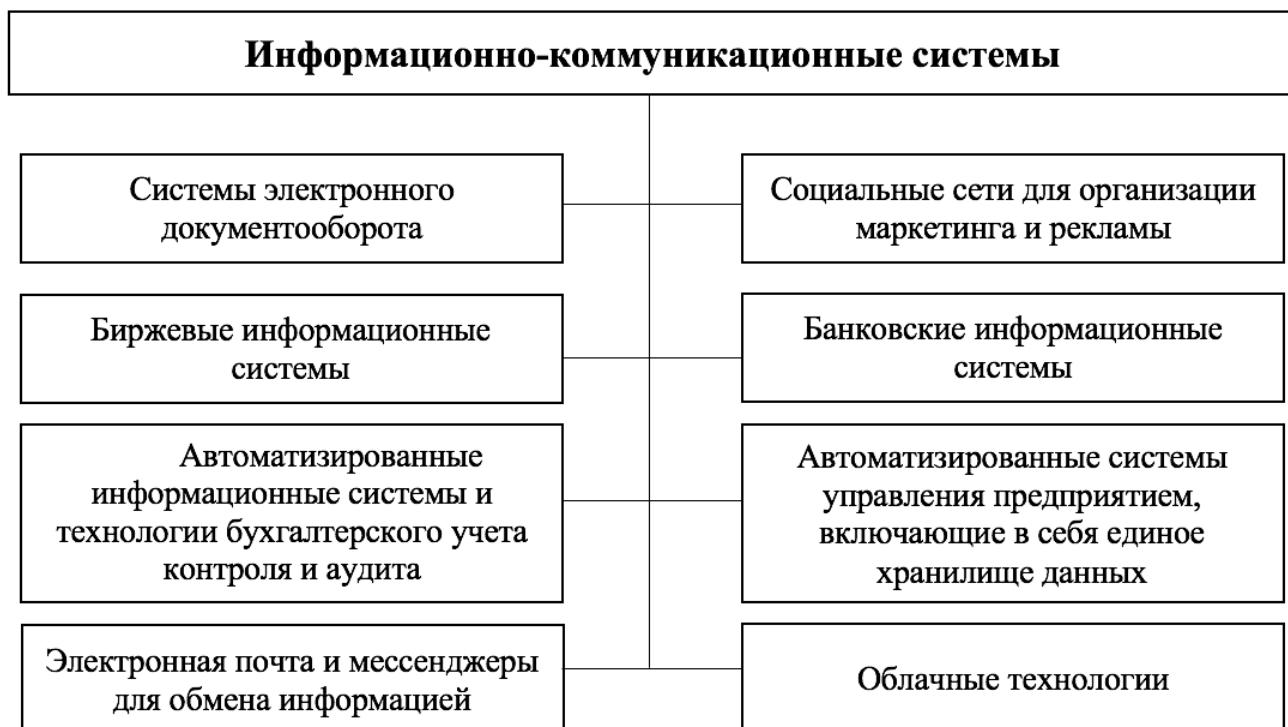 Информационно-коммуникационные системы
Системы электронного
документооборота
Социальные сети для организации
маркетинга и рекламы
Биржевые информационные
системы
Банковские информационные
системы
Автоматизированные
информационные системы и
технологии бухгалтерского учета
контроля и аудита
Автоматизированные системы
управления предприятием,
включающие в себя единое
хранилище данных
Электронная почта и мессенджеры
для обмена информацией
Облачные технологии